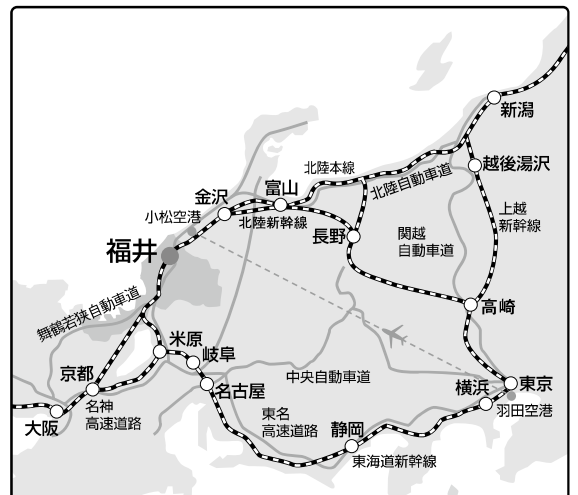 新潟
北陸本線
越後湯沢
北陸自動車道
富山
金沢
小松空港
北陸新幹線
上越
新幹線
長野
関越
自動車道
福井
舞鶴若狭自動車道
高崎
米原
岐阜
京都
名古屋
中央自動車道
横浜
東京
羽田空港
名神
高速道路
大阪
東名
高速道路
静岡
東海道新幹線